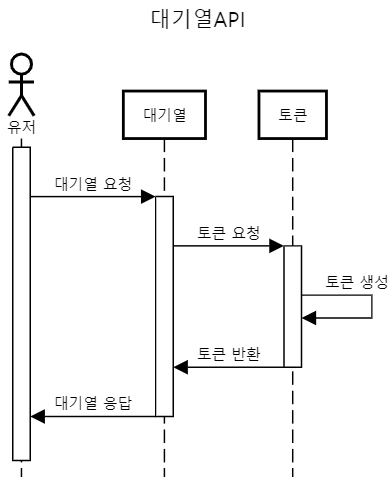 대기열API
유저
대기열
토큰
대기열 요청
토큰 요청
토큰 생성
토큰 반환
대기열 응답